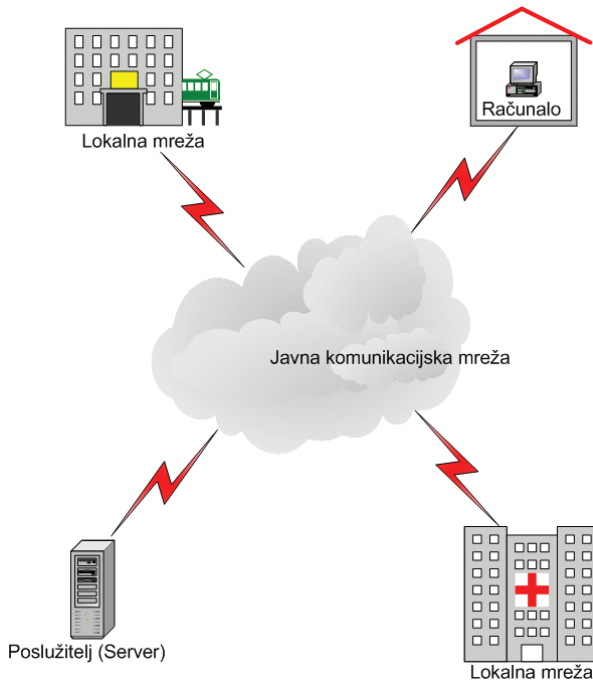 Lokalna mreža
Računalo
Javna komunikacijska mreža
Poslužitelj (Server)
Lokalna mreža